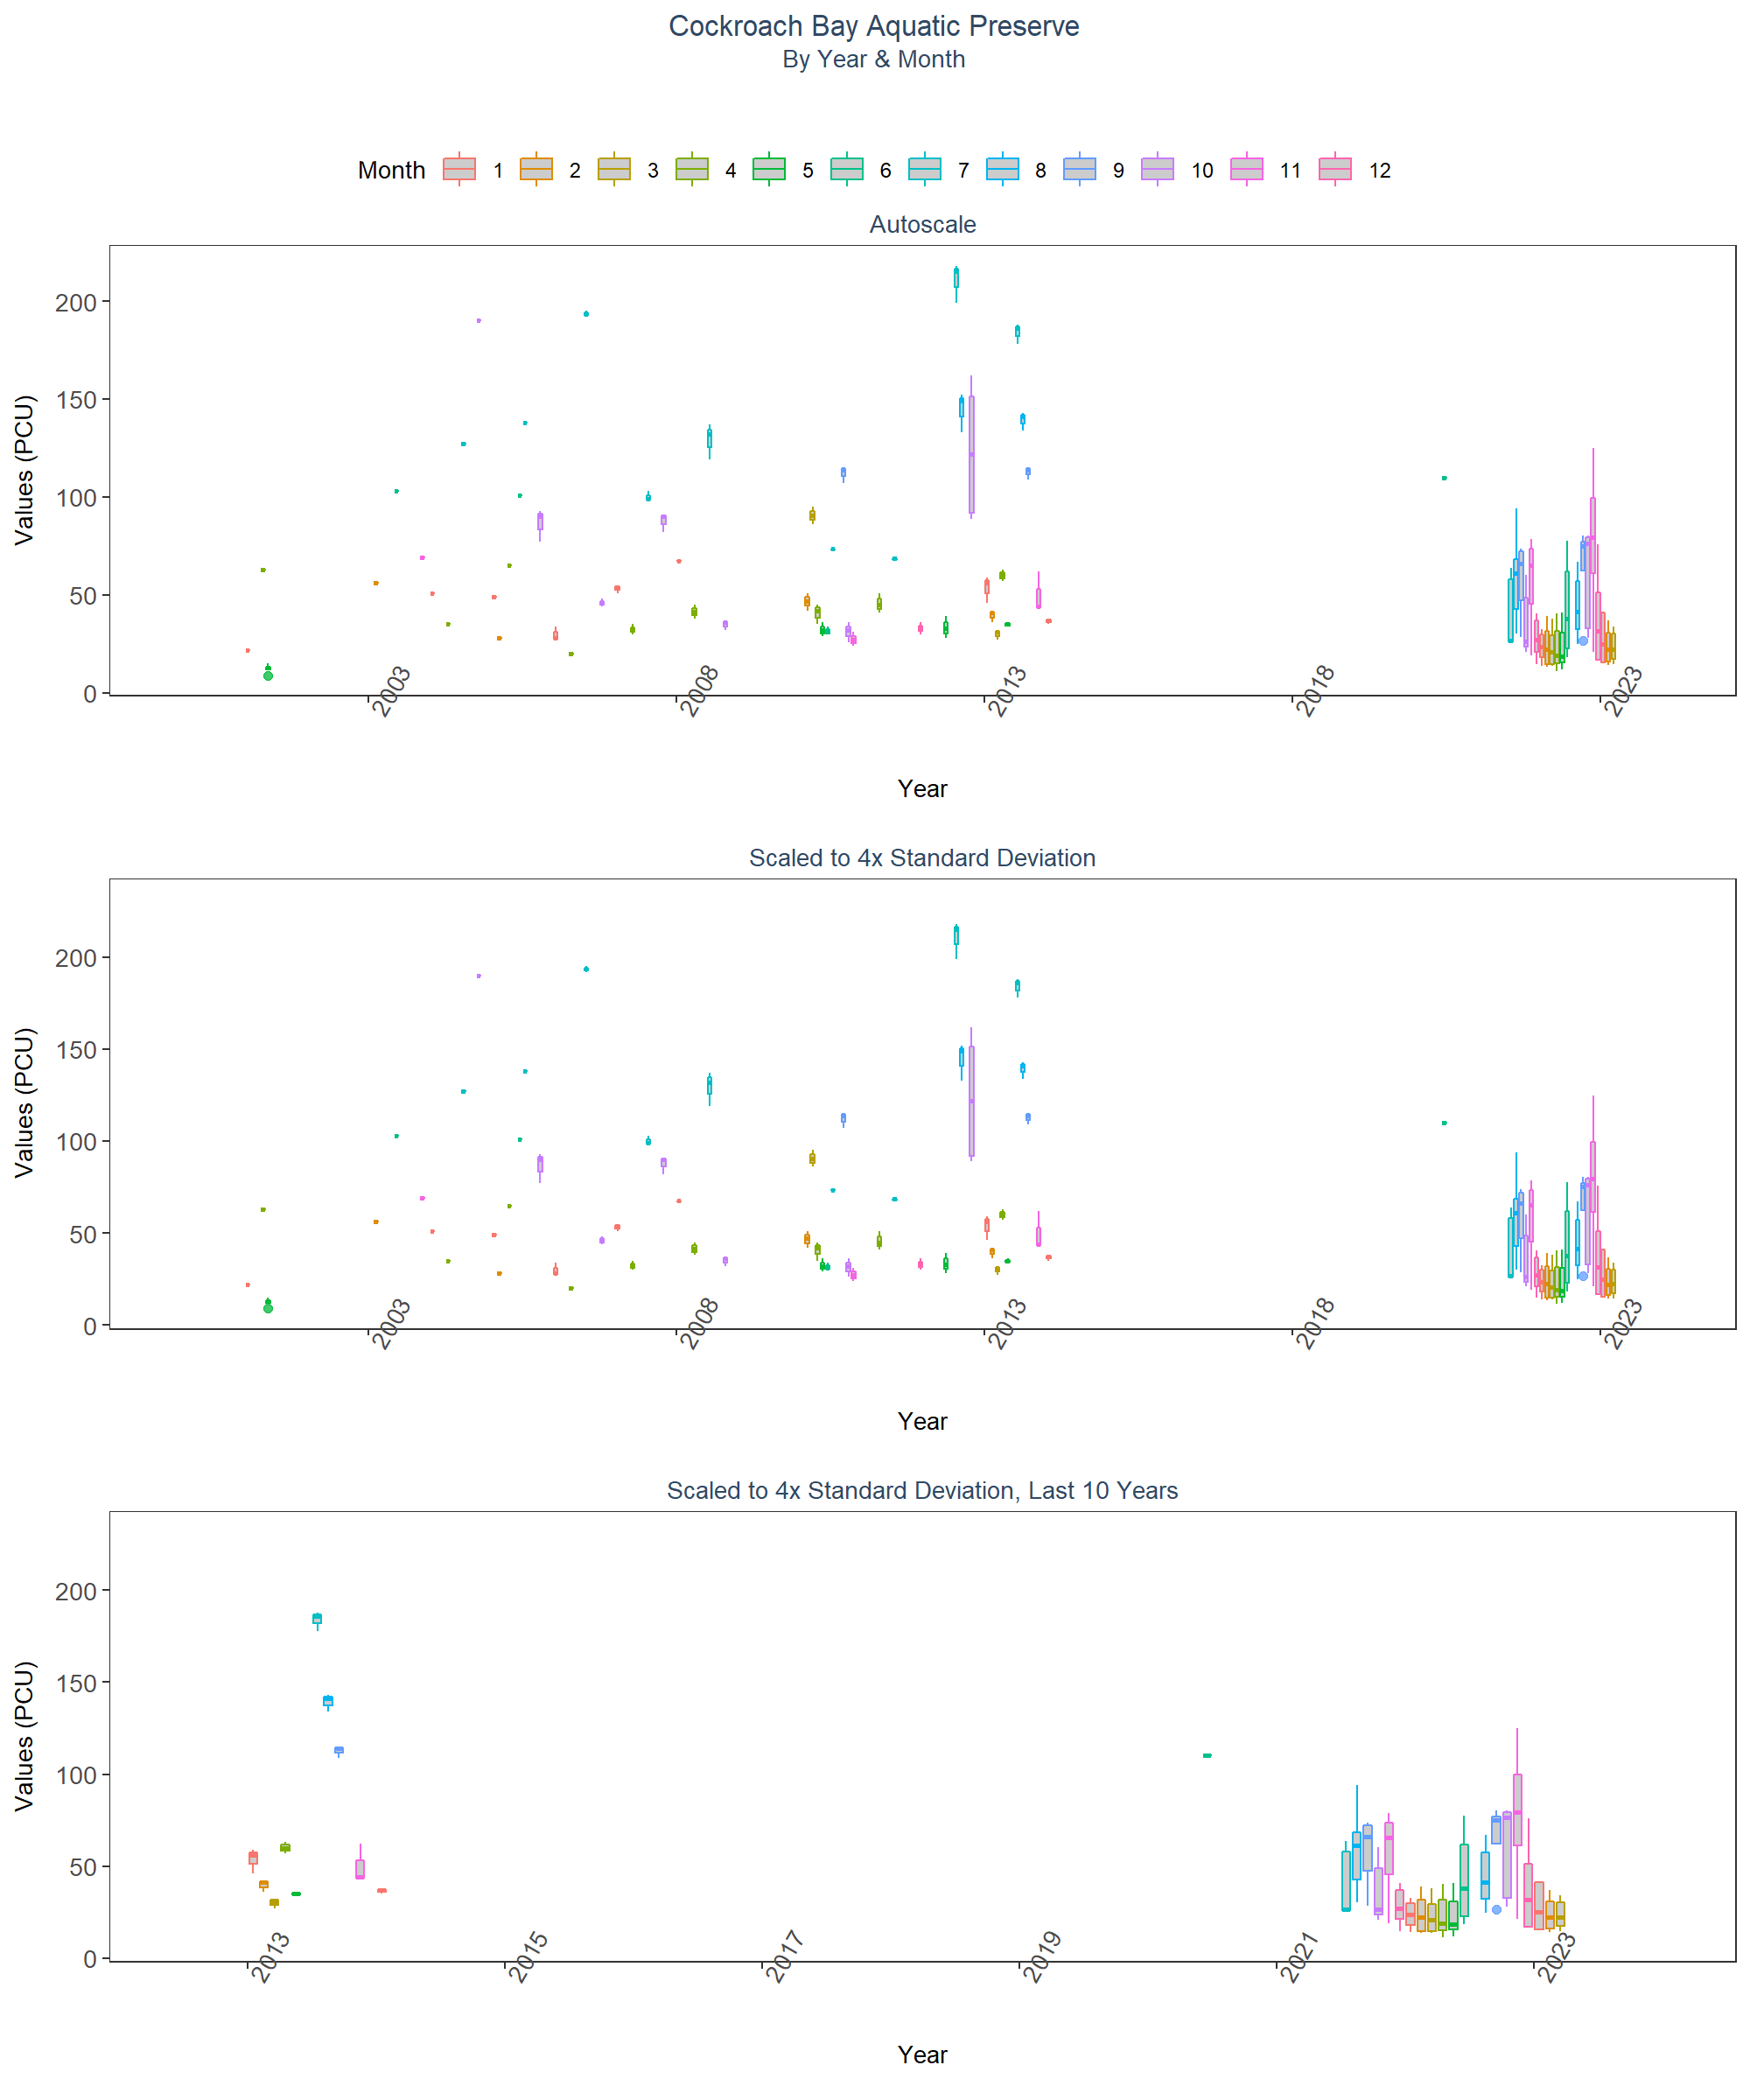 Cockroach Bay Aquatic Preserve
By Year & Month
Month 1 2 3 4 5 6 7 8 9 10 11 12
Autoscale
Values (PCU)
200
150
100
50
0
2003 2008 2013 2018 2023
Year
Scaled to 4x Standard Deviation
Values (PCU)
200
150
100
50
0
2003 2008 2013 2018 2023
Year
Scaled to 4x Standard Deviation, Last 10 Years
Values (PCU)
200
150
100
50
0
2013 2015 2017 2019 2021 2023
Year